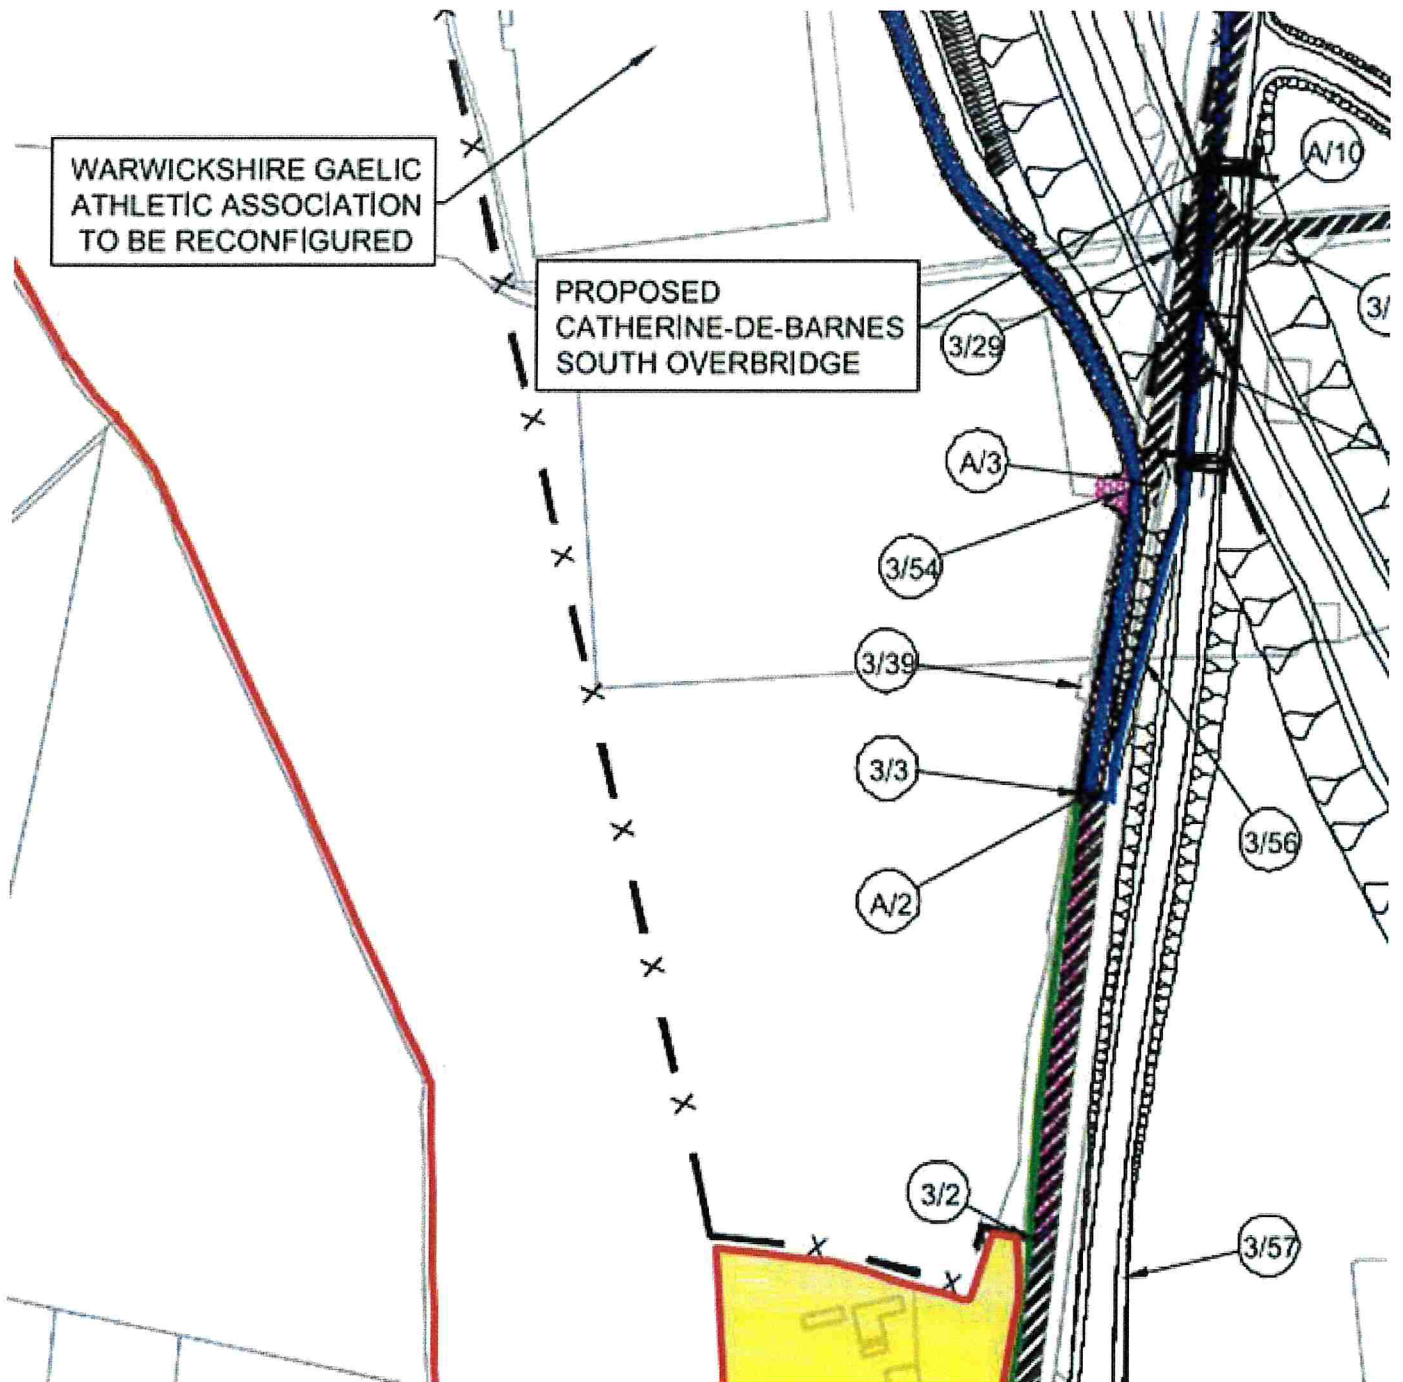 WARWICKSHIRE GAELIC
ATHLETIC ASSOCIATION
TO BE RECONFIGURED
A/10
PROPOSED
CATHERINE-DE-BARNES
SOUTH OVERBRIDGE
3/
3/29
A/3
3/54
3/39
3/3
3/56
A/2
3/2
3/57